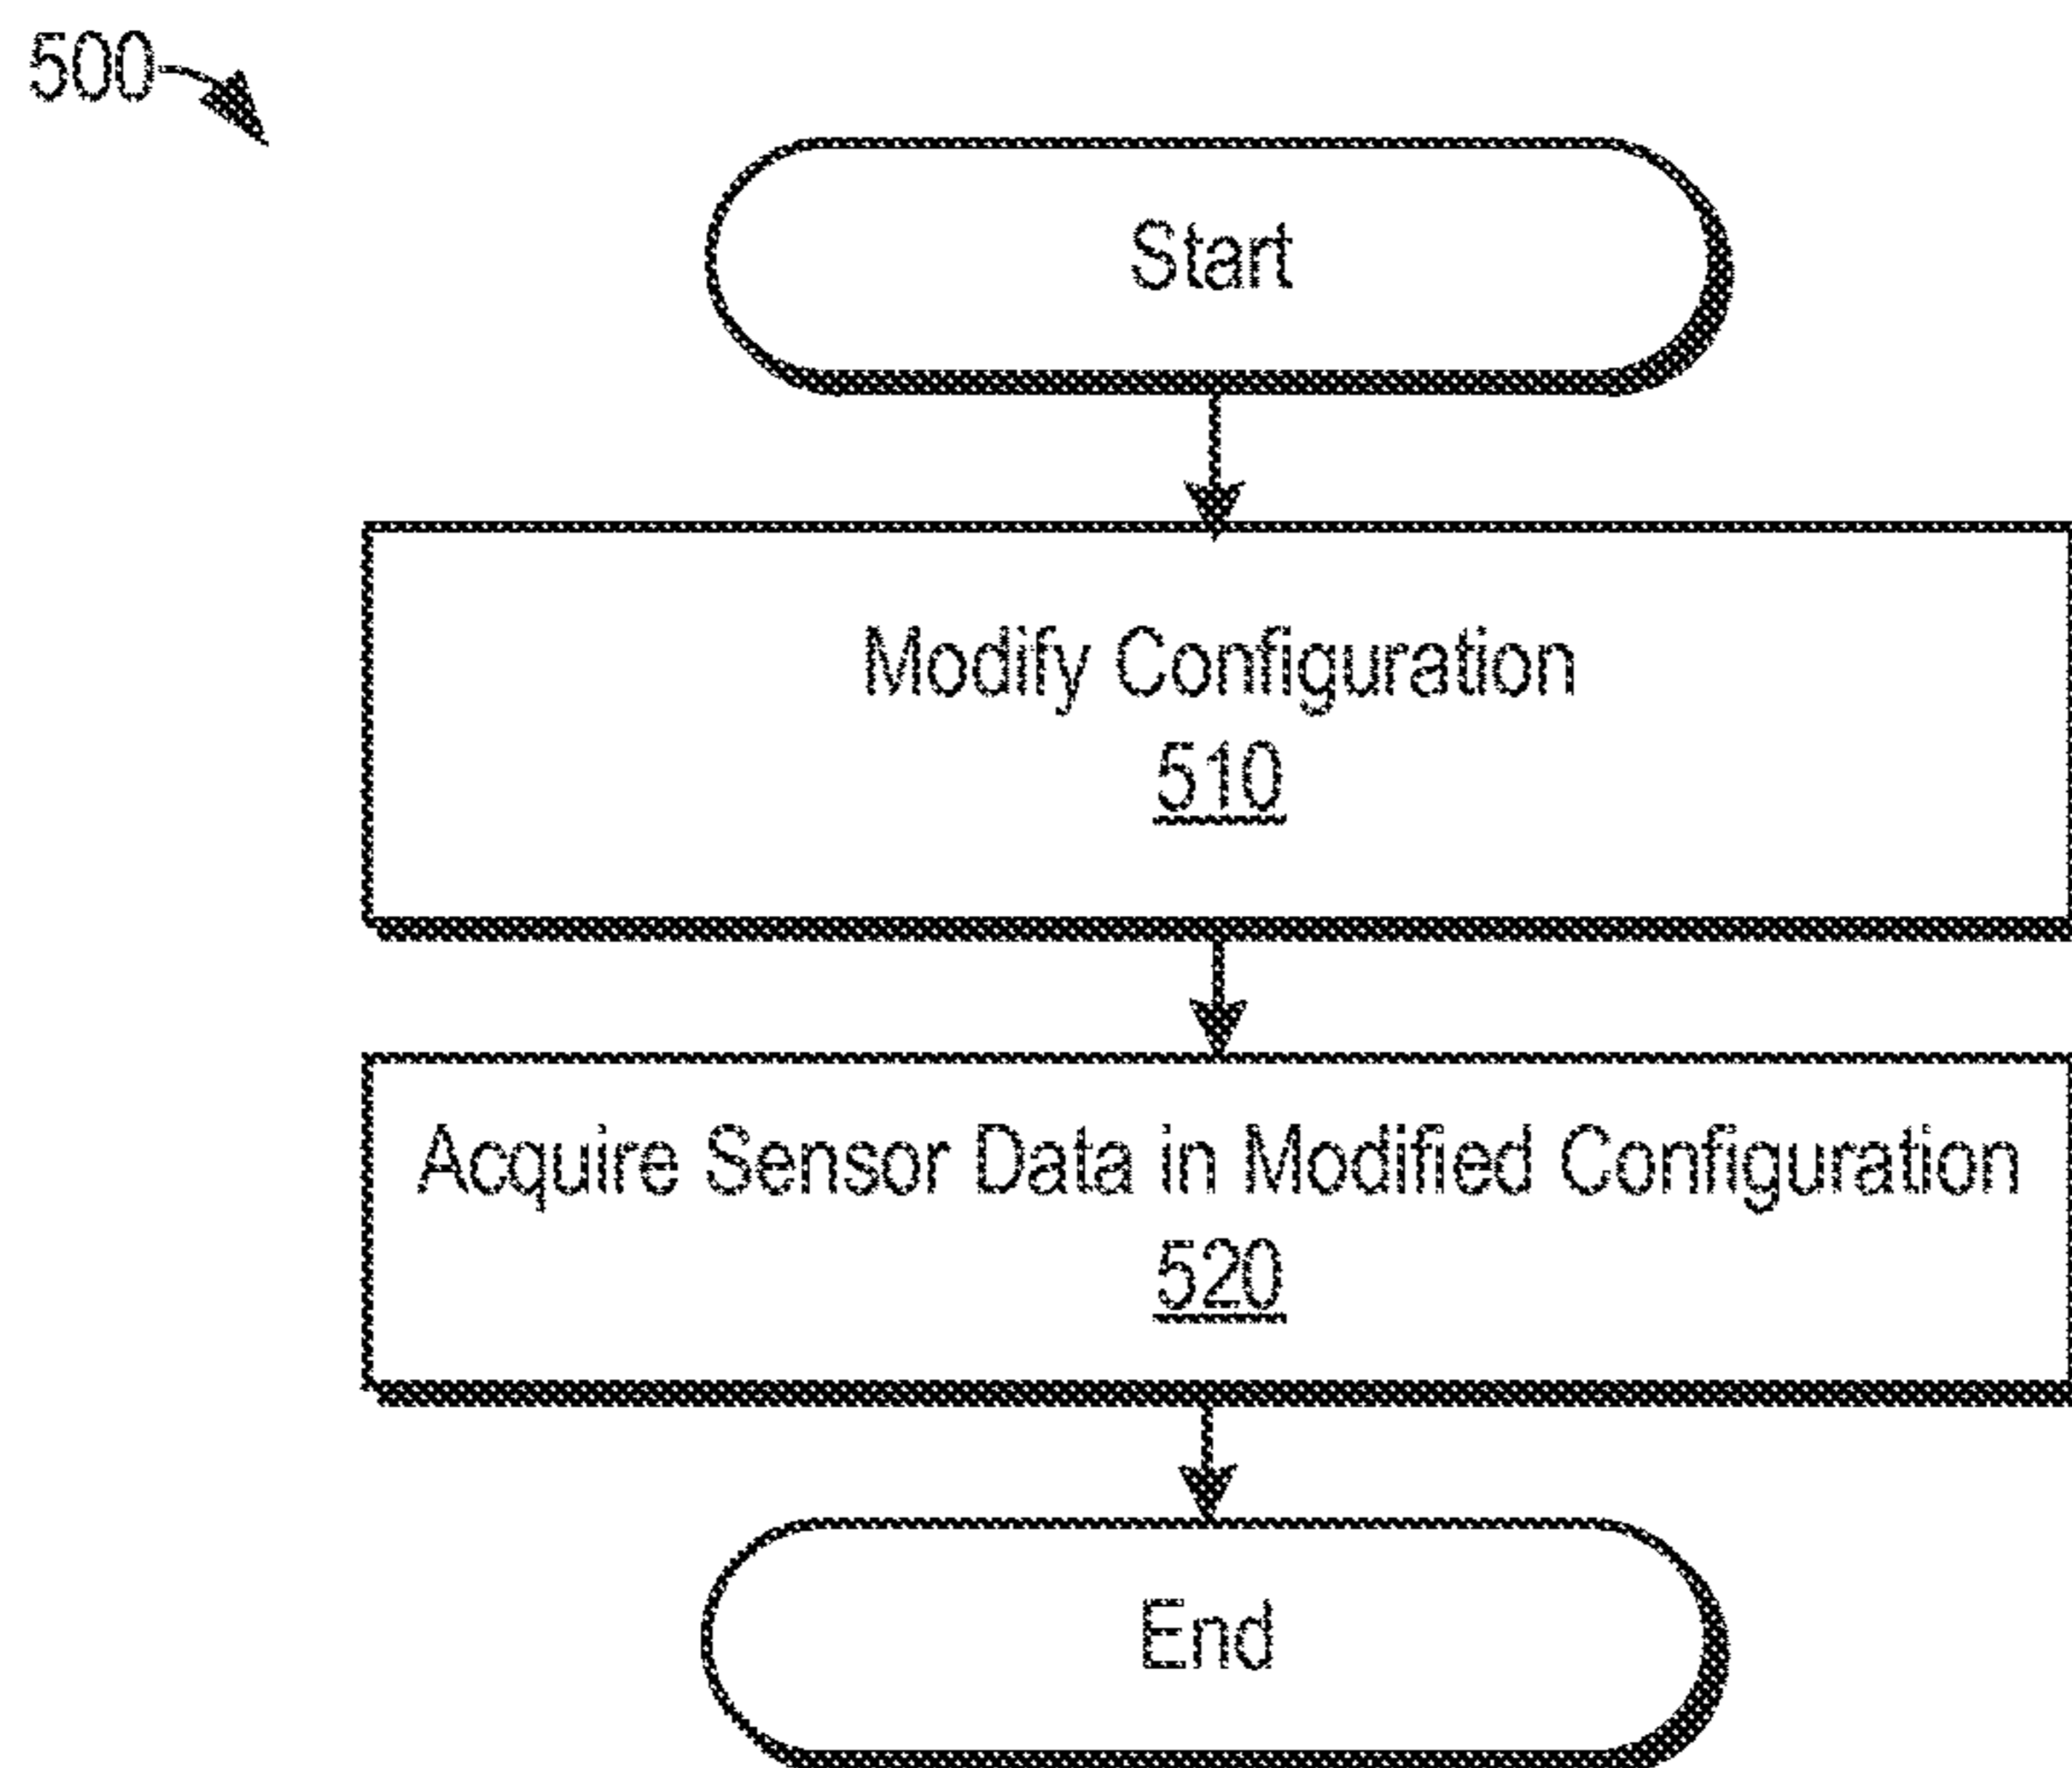 500
Start
Modify Configuration
510
Acquire Sensor Data in Modified Configuration
520
End